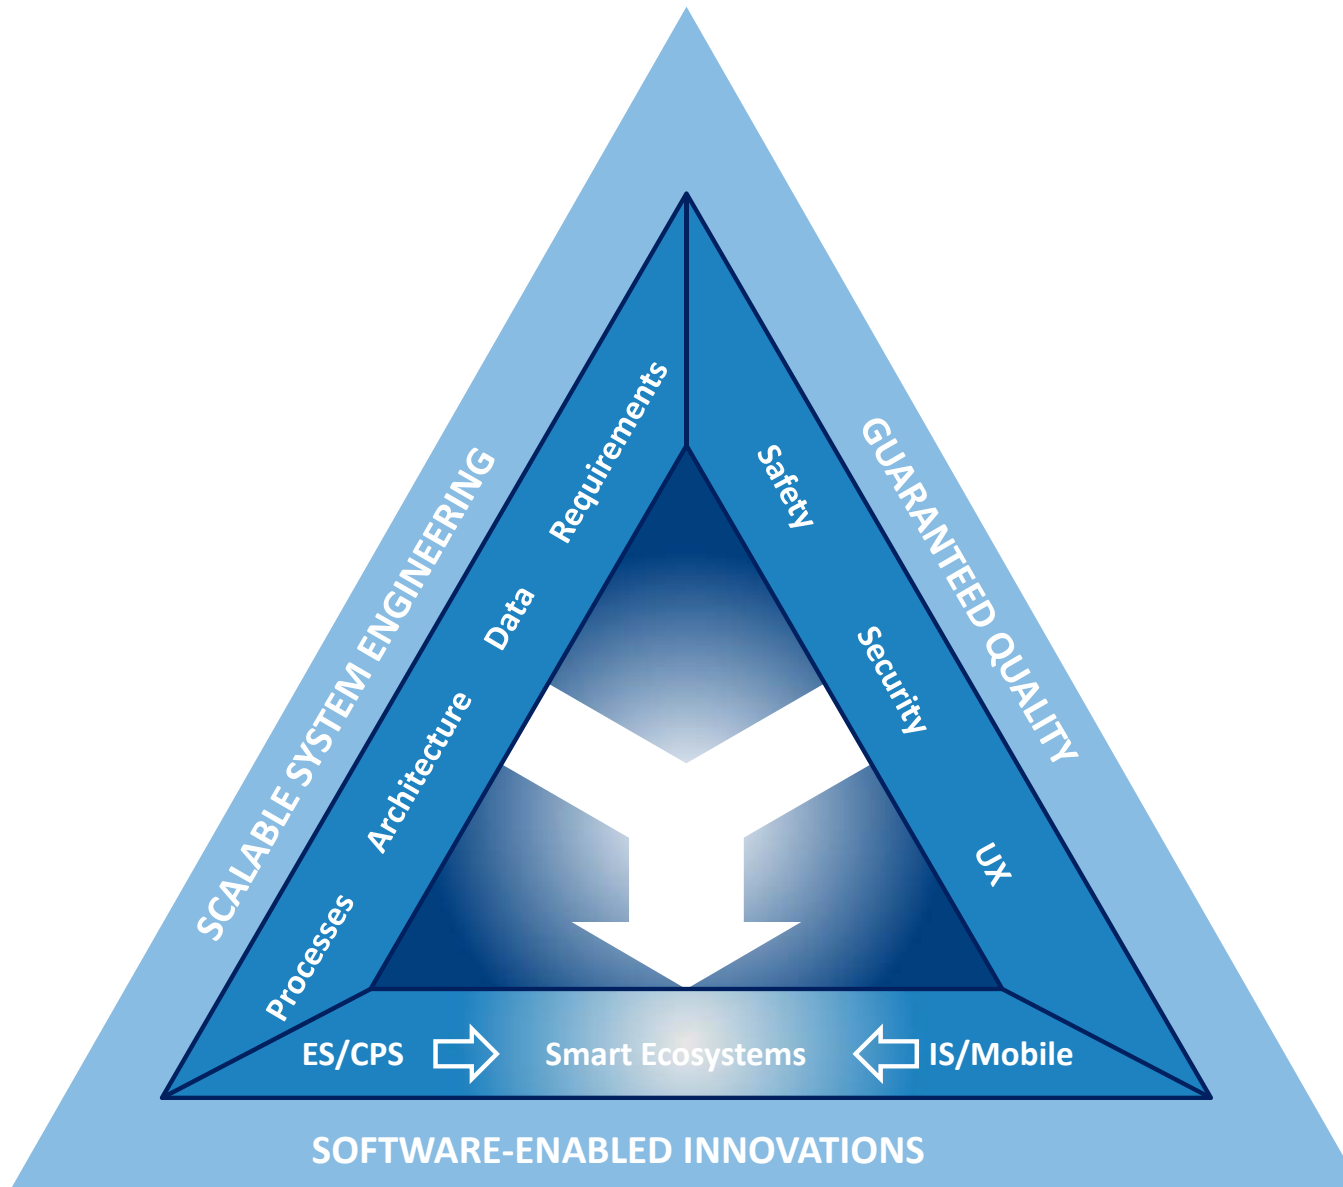 SCALABLE SYSTEM ENGINEERING
GUARANTEED QUALITY
Requirements
Data
Architecture
Processes
Safety
Security
UX
ES/CPS
Smart Ecosystems
IS/Mobile
SOFTWARE-ENABLED INNOVATIONS